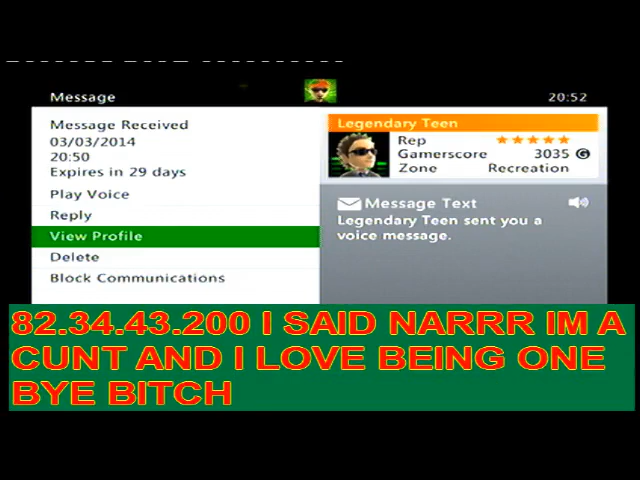 Message
20:52
Message Received
03/03/2014
20:50
Expires in 29 days
Play Voice
Reply
View Profile
Delete
Block Communications
Legendary Teen
Rep
Gamerscore 3035 G
Zone Recreation
Message Text
Legendary Teen sent you a
voice message.
82.34.43.200 I SAID NARRR IM A
CUNT AND I LOVE BEING ONE
BYE BITCH